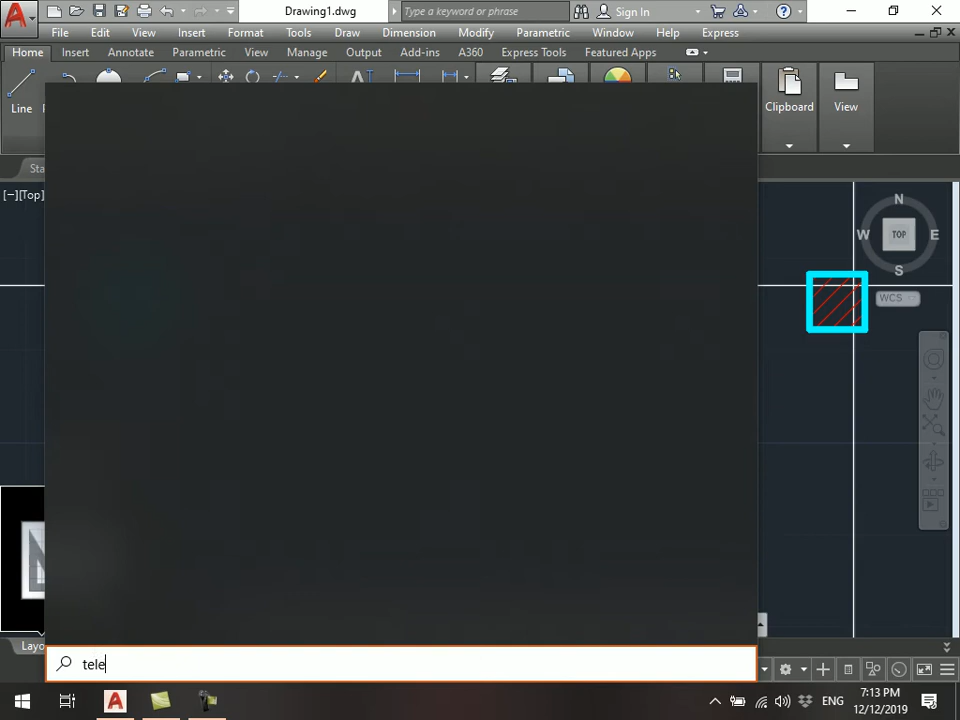 Drawing1.dwg
Type a keyword or phrase
Sign In
File Edit View Insert Format Tools Draw Dimension Modify Parametric Window Help Express
Home Insert Annotate Parametric View Manage Output Add-ins A360 Express Tools Featured Apps
Line
Clipboard
View
Sta
[−][Top]
N
W TOP E
S
WCS
Layo
tele
ENG
7:13 PM
12/12/2019